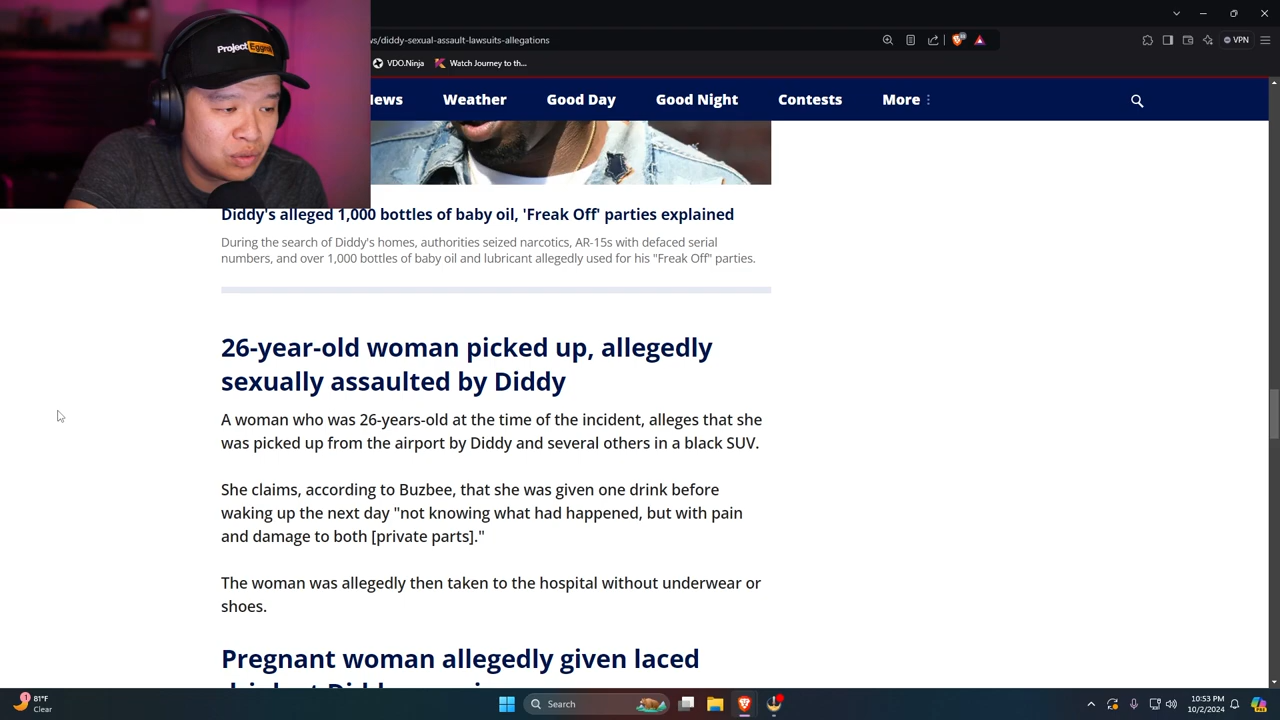 Project Eggroll
ws/diddy-sexual-assault-lawsuits-allegations
VPN
VDO.Ninja
Watch Journey to th...
News
Weather
Good Day
Good Night
Contests
More
Diddy's alleged 1,000 bottles of baby oil, 'Freak Off' parties explained
During the search of Diddy's homes, authorities seized narcotics, AR-15s with defaced serial
numbers, and over 1,000 bottles of baby oil and lubricant allegedly used for his "Freak Off" parties.
26-year-old woman picked up, allegedly
sexually assaulted by Diddy
A woman who was 26-years-old at the time of the incident, alleges that she
was picked up from the airport by Diddy and several others in a black SUV.
She claims, according to Buzbee, that she was given one drink before
waking up the next day "not knowing what had happened, but with pain
and damage to both [private parts]."
The woman was allegedly then taken to the hospital without underwear or
shoes.
Pregnant woman allegedly given laced
81°F
Clear
Search
10:53 PM
10/2/2024